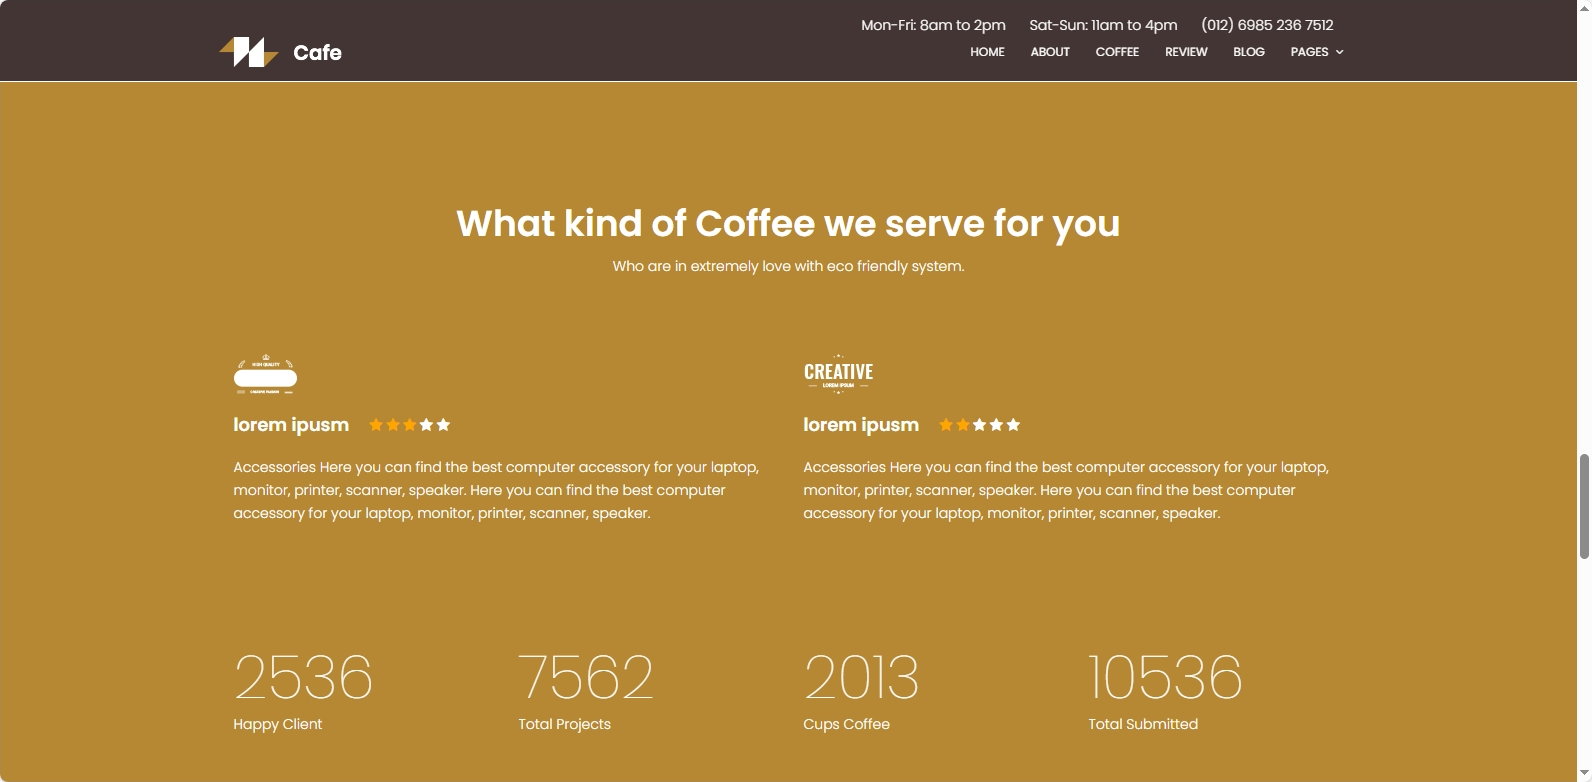 Mon-Fri: 8am to 2pm Sat-Sun: 11am to 4pm (012) 6985 236 7512
Cafe
HOME ABOUT COFFEE REVIEW BLOG PAGES
What kind of Coffee we serve for you
Who are in extremely love with eco friendly system.
HIGH QUALITY
CREATIVE
LOREM IPSUM
lorem ipusm
Accessories Here you can find the best computer accessory for your laptop,
monitor, printer, scanner, speaker. Here you can find the best computer
accessory for your laptop, monitor, printer, scanner, speaker.
lorem ipusm
Accessories Here you can find the best computer accessory for your laptop,
monitor, printer, scanner, speaker. Here you can find the best computer
accessory for your laptop, monitor, printer, scanner, speaker.
2536
Happy Client
7562
Total Projects
2013
Cups Coffee
10536
Total Submitted